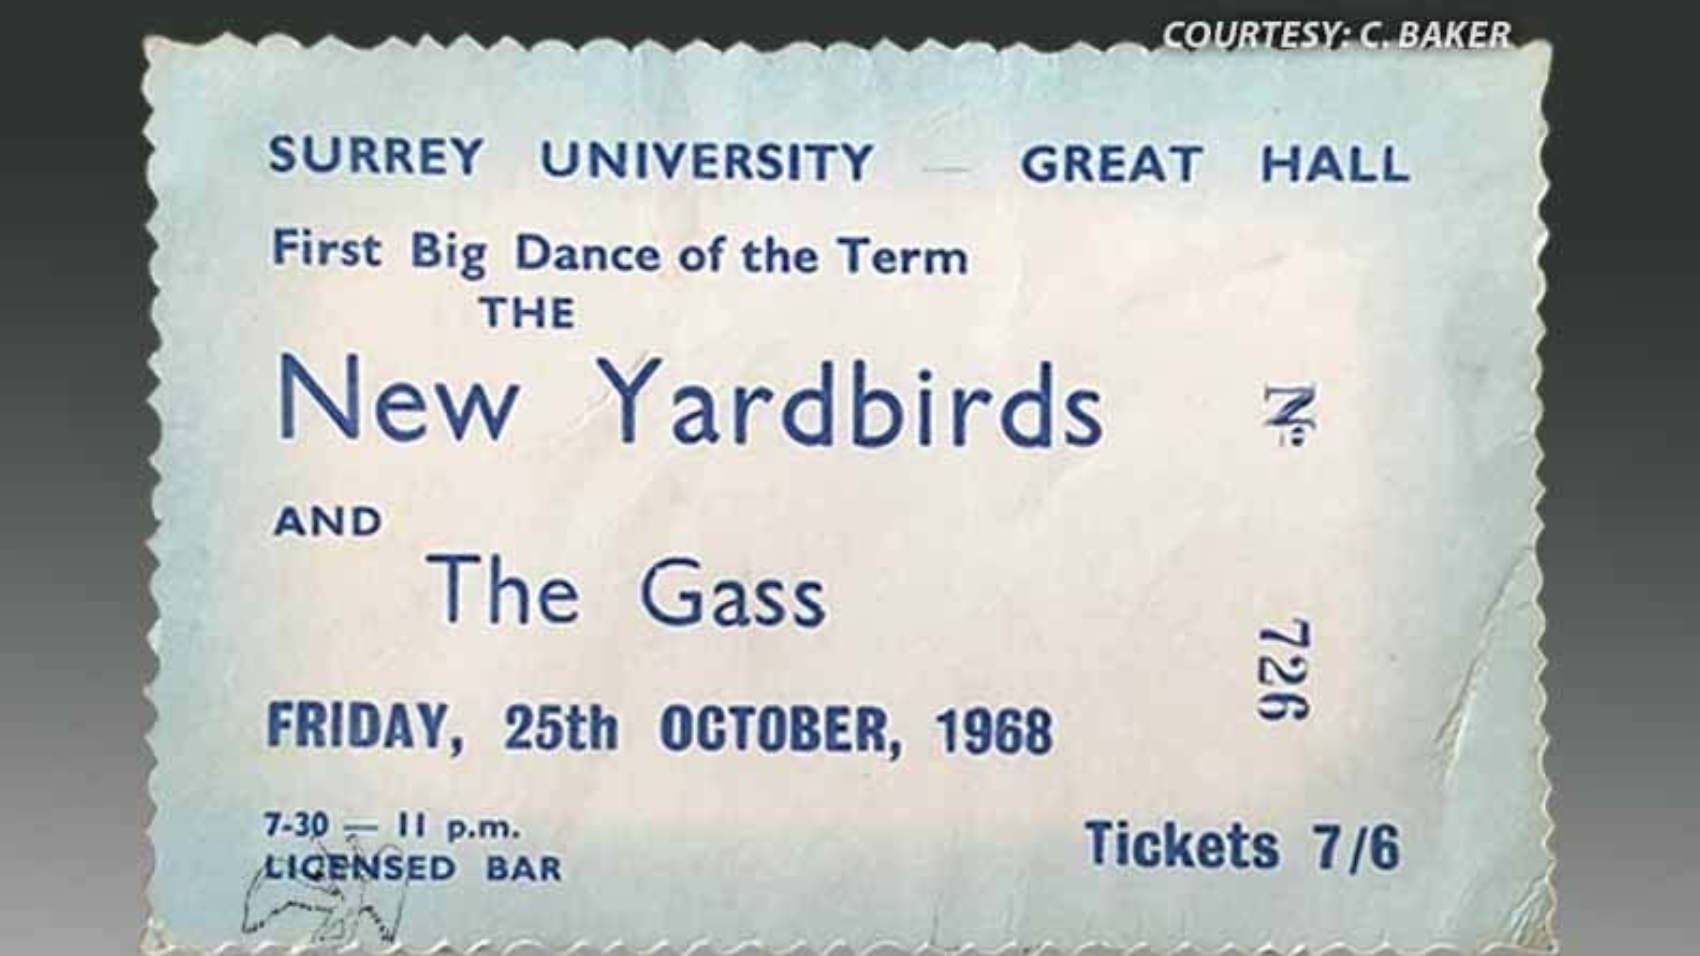 COURTESY: C. BAKER
SURREY UNIVERSITY — GREAT HALL
First Big Dance of the Term
THE
New Yardbirds
AND
The Gass
FRIDAY, 25th OCTOBER, 1968
7-30 — 11 p.m.
LICENSED BAR
Tickets 7/6
Nº 726